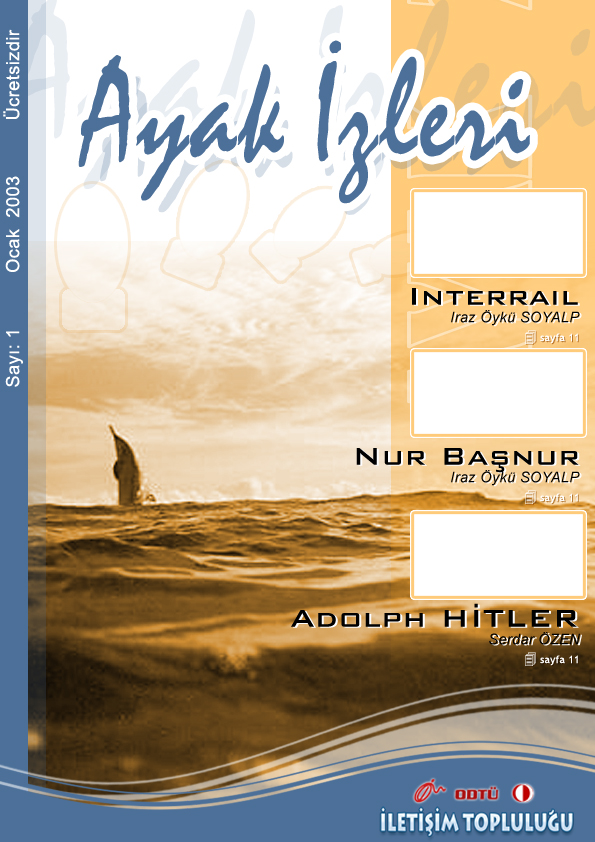 Ayak İzleri
Sayı: 1 Ocak 2003 Ücretsizdir
INTERRAIL
Iraz Öykü SOYALP
sayfa 11
NUR BAŞNUR
Iraz Öykü SOYALP
sayfa 11
ADOLPH HİTLER
Serdar ÖZEN
sayfa 11
ODTÜ
İLETİŞİM TOPLULUĞU